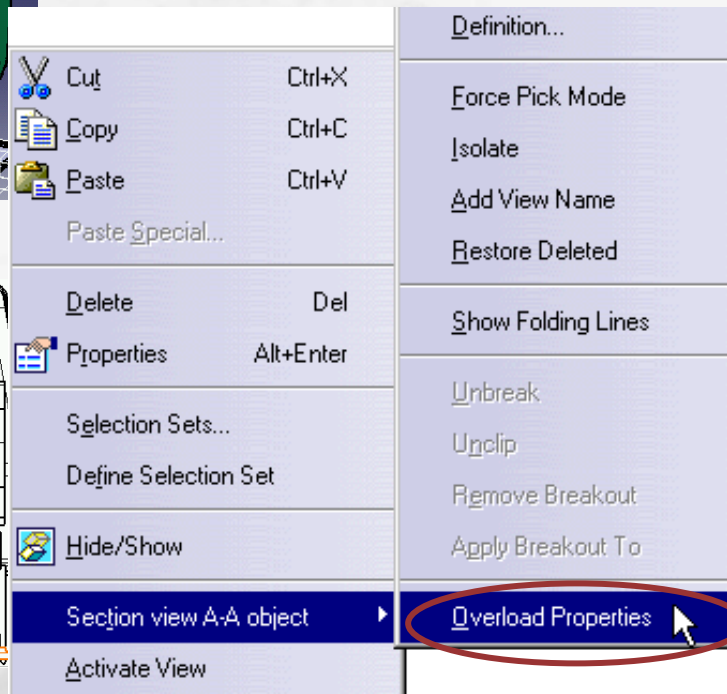 Cut Ctrl+X
Copy Ctrl+C
Paste Ctrl+V
Paste Special...
Delete Del
Properties Alt+Enter
Selection Sets...
Define Selection Set
Hide/Show
Section view A-A object
Activate View
Definition...
Force Pick Mode
Isolate
Add View Name
Restore Deleted
Show Folding Lines
Unbreak
Unclip
Remove Breakout
Apply Breakout To
Overload Properties